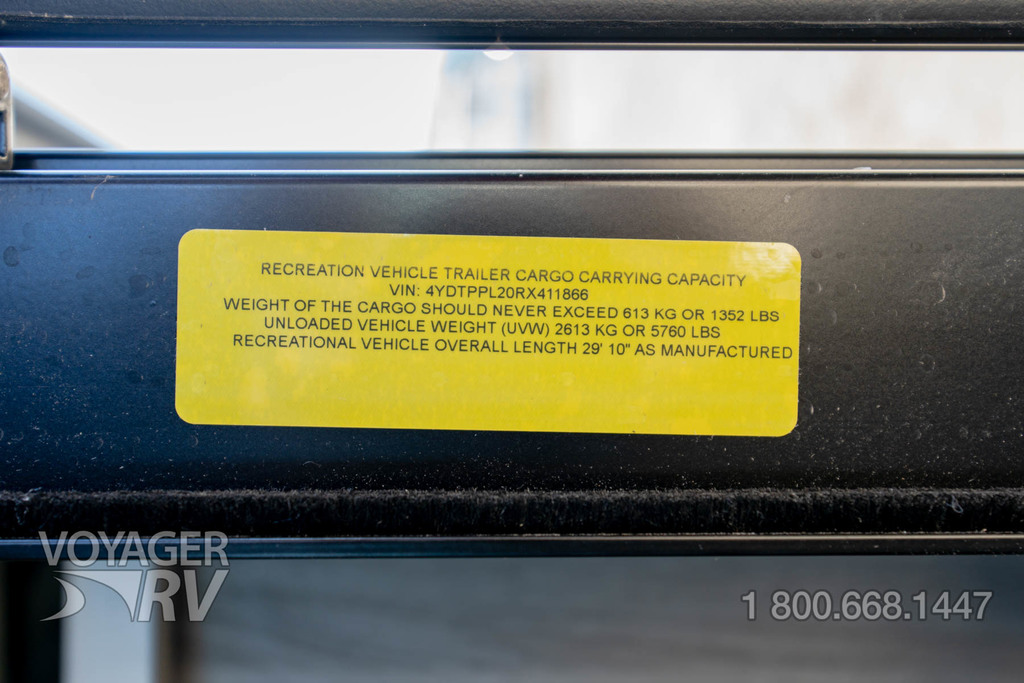 RECREATION VEHICLE TRAILER CARGO CARRYING CAPACITY
VIN: 4YDTPPL20RX411866
WEIGHT OF THE CARGO SHOULD NEVER EXCEED 613 KG OR 1352 LBS
UNLOADED VEHICLE WEIGHT (UVW) 2613 KG OR 5760 LBS
RECREATIONAL VEHICLE OVERALL LENGTH 29' 10" AS MANUFACTURED
VOYAGER
RV
1 800.668.1447